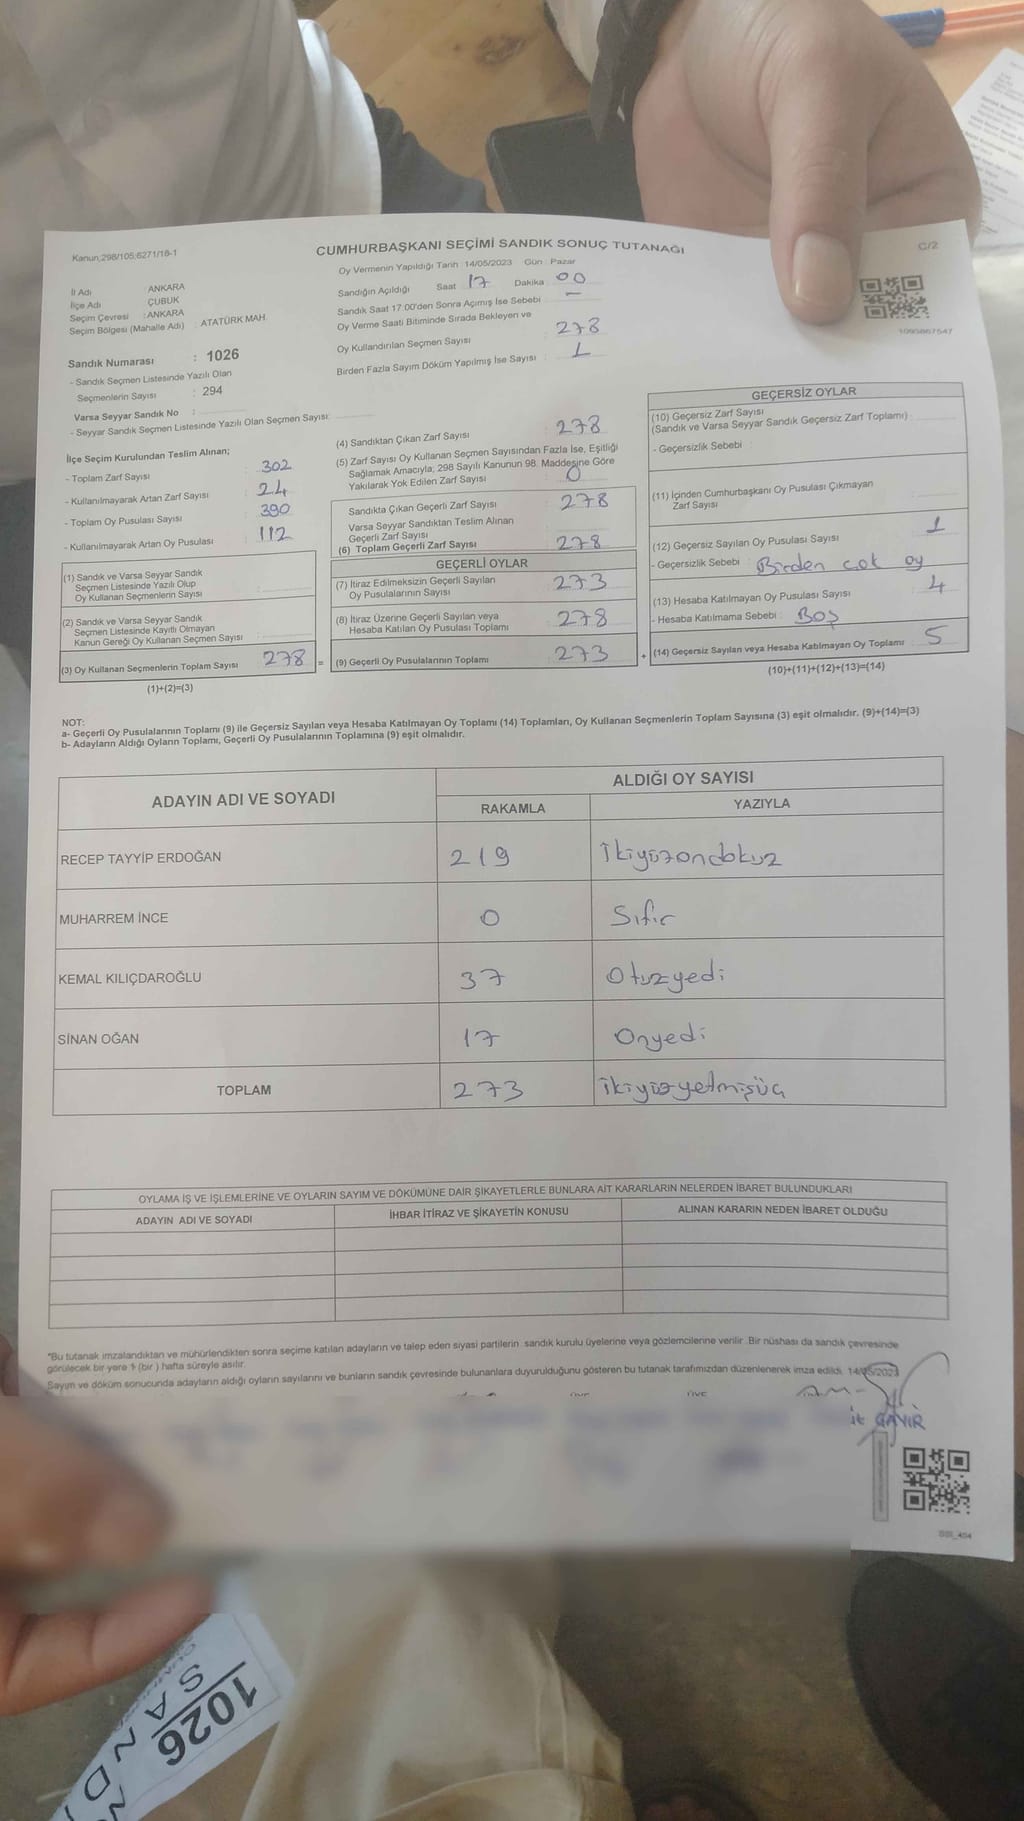 Kanun;298/105;6271/18-1
CUMHURBAŞKANI SEÇİMİ SANDIK SONUÇ TUTANAĞI
C/2
İl Adı ANKARA
İlçe Adı ÇUBUK
Seçim Çevresi : ANKARA
Seçim Bölgesi (Mahalle Adı) : ATATÜRK MAH.
Sandık Numarası : 1026
- Sandık Seçmen Listesinde Yazılı Olan
Seçmenlerin Sayısı : 294
Varsa Seyyar Sandık No :
- Seyyar Sandık Seçmen Listesinde Yazılı Olan Seçmen Sayısı:
Oy Vermenin Yapıldığı Tarih 14/05/2023 Gün Pazar
Sandığın Açıldığı Saat 17 Dakika 00
Sandık Saat 17 00'den Sonra Açımış İse Sebebi –
Oy Verme Saati Bitiminde Sırada Bekleyen ve
Oy Kullandırılan Seçmen Sayısı 278
Birden Fazla Sayım Döküm Yapılmış İse Sayısı 1
1093867547
İlçe Seçim Kurulundan Teslim Alınan;
- Toplam Zarf Sayısı : 302
- Kullanılmayarak Artan Zarf Sayısı : 24
- Toplam Oy Pusulası Sayısı : 390
- Kullanılmayarak Artan Oy Pusulası : 112
(1) Sandık ve Varsa Seyyar Sandık
Seçmen Listesinde Yazılı Olup
Oy Kullanan Seçmenlerin Sayısı :
(2) Sandık ve Varsa Seyyar Sandık
Seçmen Listesinde Kayıtlı Olmayan
Kanun Gereği Oy Kullanan Seçmen Sayısı :
(3) Oy Kullanan Seçmenlerin Toplam Sayısı 278 =
(1)+(2)=(3)
(4) Sandıktan Çıkan Zarf Sayısı 278
(5) Zarf Sayısı Oy Kullanan Seçmen Sayısından Fazla İse, Eşitliği
Sağlamak Amacıyla; 298 Sayılı Kanunun 98. Maddesine Göre
Yakılarak Yok Edilen Zarf Sayısı 0
Sandıkta Çıkan Geçerli Zarf Sayısı 278
Varsa Seyyar Sandıktan Teslim Alınan
Geçerli Zarf Sayısı
(6) Toplam Geçerli Zarf Sayısı 278
GEÇERLİ OYLAR
(7) İtiraz Edilmeksizin Geçerli Sayılan
Oy Pusulalarının Sayısı 273
(8) İtiraz Üzerine Geçerli Sayılan veya
Hesaba Katılan Oy Pusulası Toplamı 278
(9) Geçerli Oy Pusulalarının Toplamı 273 +
GEÇERSİZ OYLAR
(10) Geçersiz Zarf Sayısı
(Sandık ve Varsa Seyyar Sandık Geçersiz Zarf Toplamı) :
- Geçersizlik Sebebi :
(11) İçinden Cumhurbaşkanı Oy Pusulası Çıkmayan
Zarf Sayısı
(12) Geçersiz Sayılan Oy Pusulası Sayısı 1
- Geçersizlik Sebebi : Birden çok oy
(13) Hesaba Katılmayan Oy Pusulası Sayısı 4
- Hesaba Katılmama Sebebi : Boş
(14) Geçersiz Sayılan veya Hesaba Katılmayan Oy Toplamı : 5
(10)+(11)+(12)+(13)=(14)
NOT:
a- Geçerli Oy Pusulalarının Toplamı (9) ile Geçersiz Sayılan veya Hesaba Katılmayan Oy Toplamı (14) Toplamları, Oy Kullanan Seçmenlerin Toplam Sayısına (3) eşit olmalıdır. (9)+(14)=(3)
b- Adayların Aldığı Oyların Toplamı, Geçerli Oy Pusulalarının Toplamına (9) eşit olmalıdır.
ADAYIN ADI VE SOYADI ALDIĞI OY SAYISI
RAKAMLA YAZIYLA
RECEP TAYYİP ERDOĞAN 219 İkiyüzondokuz
MUHARREM İNCE 0 Sıfır
KEMAL KILIÇDAROĞLU 37 Otuzyedi
SİNAN OĞAN 17 Onyedi
TOPLAM 273 ikiyüzyetmişüç
OYLAMA İŞ VE İŞLEMLERİNE VE OYLARIN SAYIM VE DÖKÜMÜNE DAİR ŞİKAYETLERLE BUNLARA AİT KARARLARIN NELERDEN İBARET BULUNDUKLARI
ADAYIN ADI VE SOYADI İHBAR İTİRAZ VE ŞİKAYETİN KONUSU ALINAN KARARIN NEDEN İBARET OLDUĞU
*Bu tutanak imzalandıktan ve mühürlendikten sonra seçime katılan adayların ve talep eden siyasi partilerin sandık kurulu üyelerine veya gözlemcilerine verilir. Bir nüshası da sandık çevresinde
görülecek bir yere 1 (bir) hafta süreyle asılır.
Sayım ve döküm sonucunda adayların aldığı oyların sayılarını ve bunların sandık çevresinde bulunanlara duyurulduğunu gösteren bu tutanak tarafımızdan düzenlenerek imza edildi. 14/05/2023
it GAVİR
1026
SAND